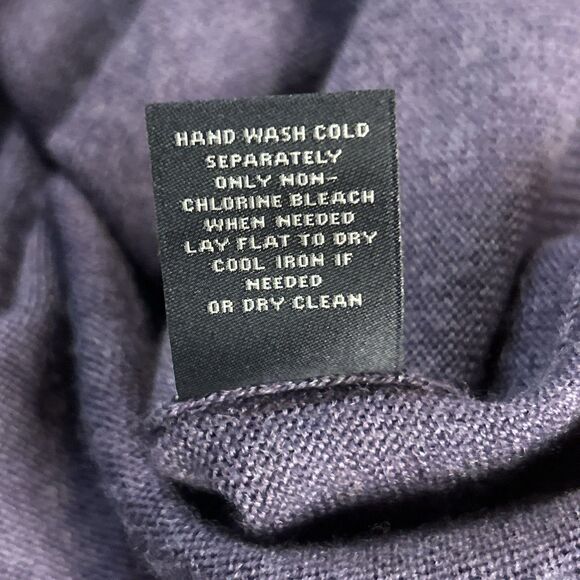 HAND WASH COLD
SEPARATELY
ONLY NON-
CHLORINE BLEACH
WHEN NEEDED
LAY FLAT TO DRY
COOL IRON IF
NEEDED
OR DRY CLEAN